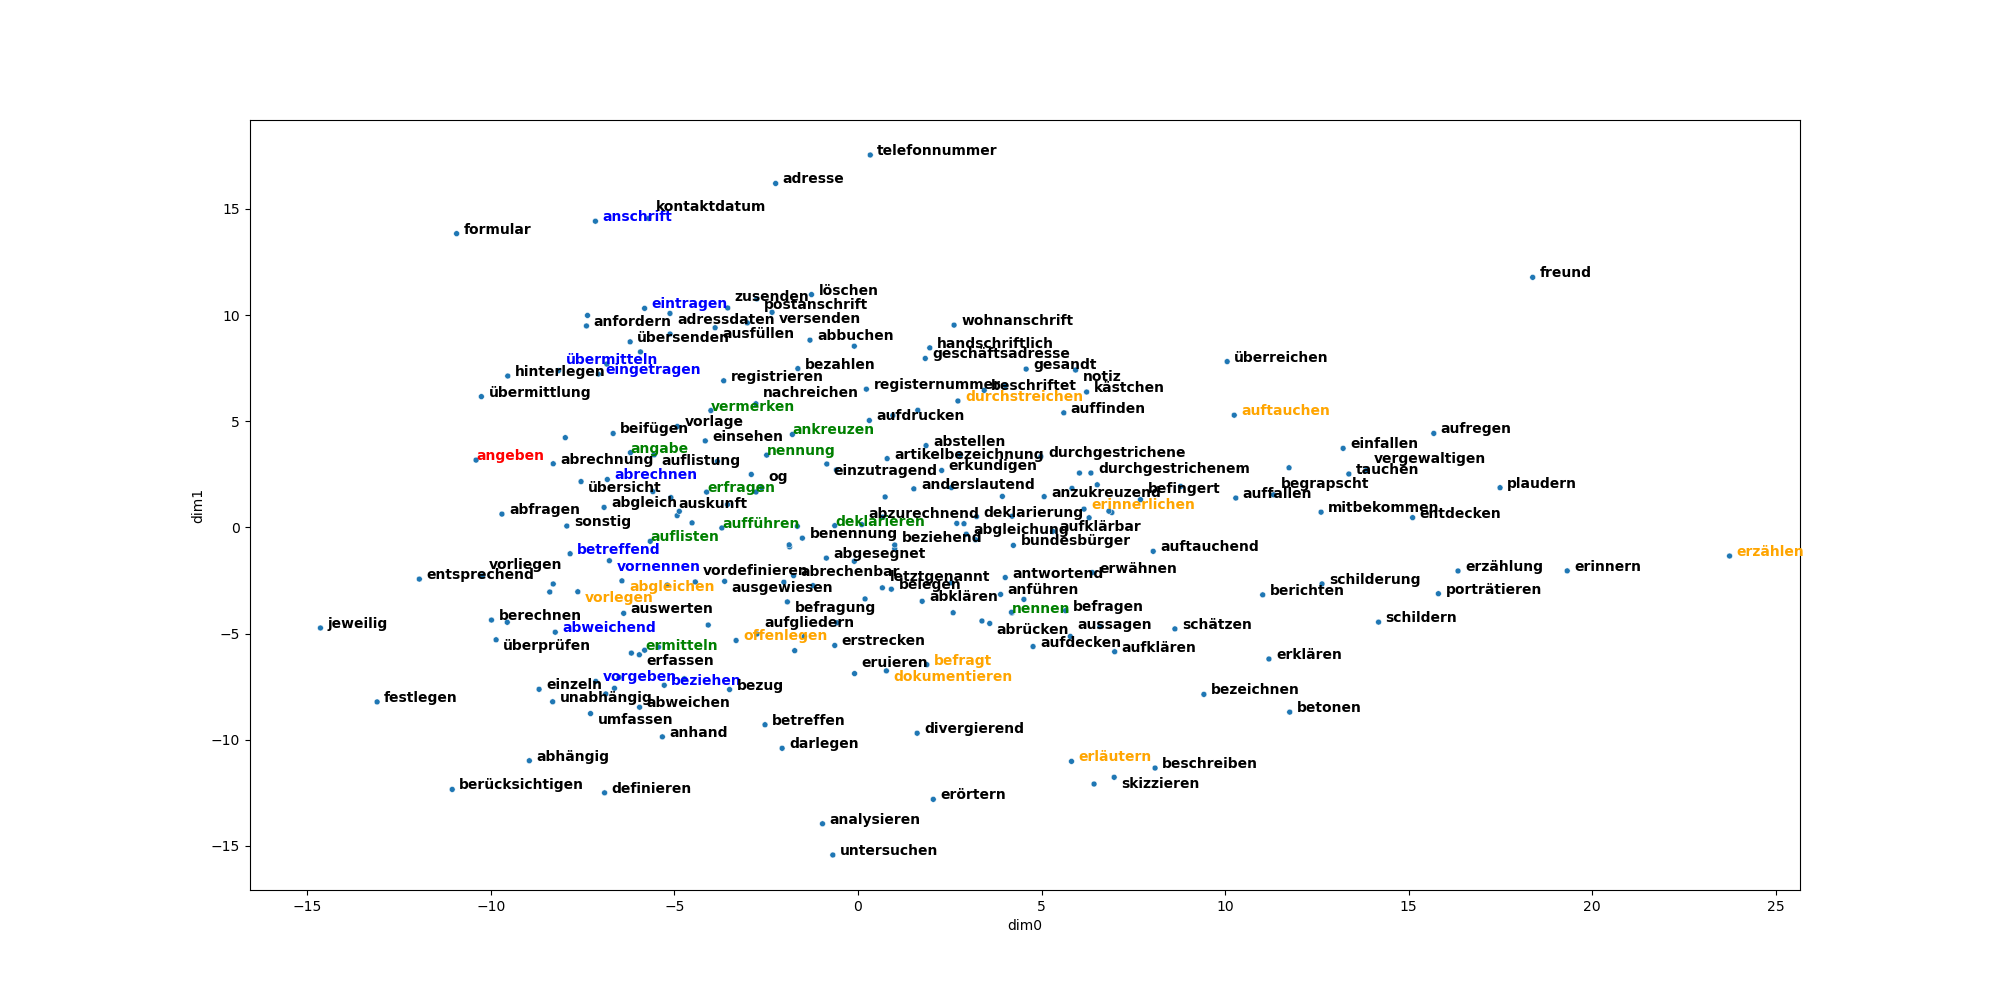 telefonnummer
adresse
kontaktdatum
anschrift
formular
freund
löschen
zusenden
eintragen
postanschrift
versenden
adressdaten
anfordern
wohnanschrift
ausfüllen
abbuchen
übersenden
handschriftlich
geschäftsadresse
überreichen
übermitteln
bezahlen
gesandt
hinterlegen
eingetragen
registrieren
notiz
übermittlung
nachreichen
registernummer
beschriftet
kästchen
durchstreichen
vermerken
aufdrucken
auffinden
auftauchen
beifügen
vorlage
ankreuzen
aufregen
einsehen
abstellen
einfallen
angabe
nennung
durchgestrichene
angeben
abrechnung
auflistung
artikelbezeichnung
vergewaltigen
einzutragend
erkundigen
durchgestrichenem
tauchen
abrechnen
og
übersicht
erfragen
anderslautend
befingert
begrapscht
plaudern
anzukreuzend
auffallen
abgleich
auskunft
erinnerlichen
mitbekommen
abfragen
abzurechnend
deklarierung
entdecken
sonstig
aufführen
deklarieren
abgleichung
aufklärbar
auflisten
benennung
beziehend
bundesbürger
betreffend
abgesegnet
auftauchend
erzählen
vorliegen
vornennen
vordefinieren
abrechenbar
letztgenannt
antwortend
erwähnen
erzählung
erinnern
entsprechend
abgleichen
ausgewiesen
belegen
anführen
schilderung
berichten
porträtieren
vorlegen
auswerten
befragung
abklären
nennen
befragen
jeweilig
berechnen
abweichend
aufgliedern
offenlegen
abrücken
aussagen
schätzen
schildern
überprüfen
ermitteln
erstrecken
aufdecken
aufklären
erfassen
eruieren
befragt
erklären
dokumentieren
vorgeben
beziehen
bezug
einzeln
bezeichnen
festlegen
unabhängig
abweichen
betonen
umfassen
betreffen
anhand
divergierend
darlegen
abhängig
erläutern
beschreiben
berücksichtigen
definieren
skizzieren
erörtern
analysieren
untersuchen
15
10
5
0
−5
−10
−15
dim1
−15 −10 −5 0 5 10 15 20 25
dim0